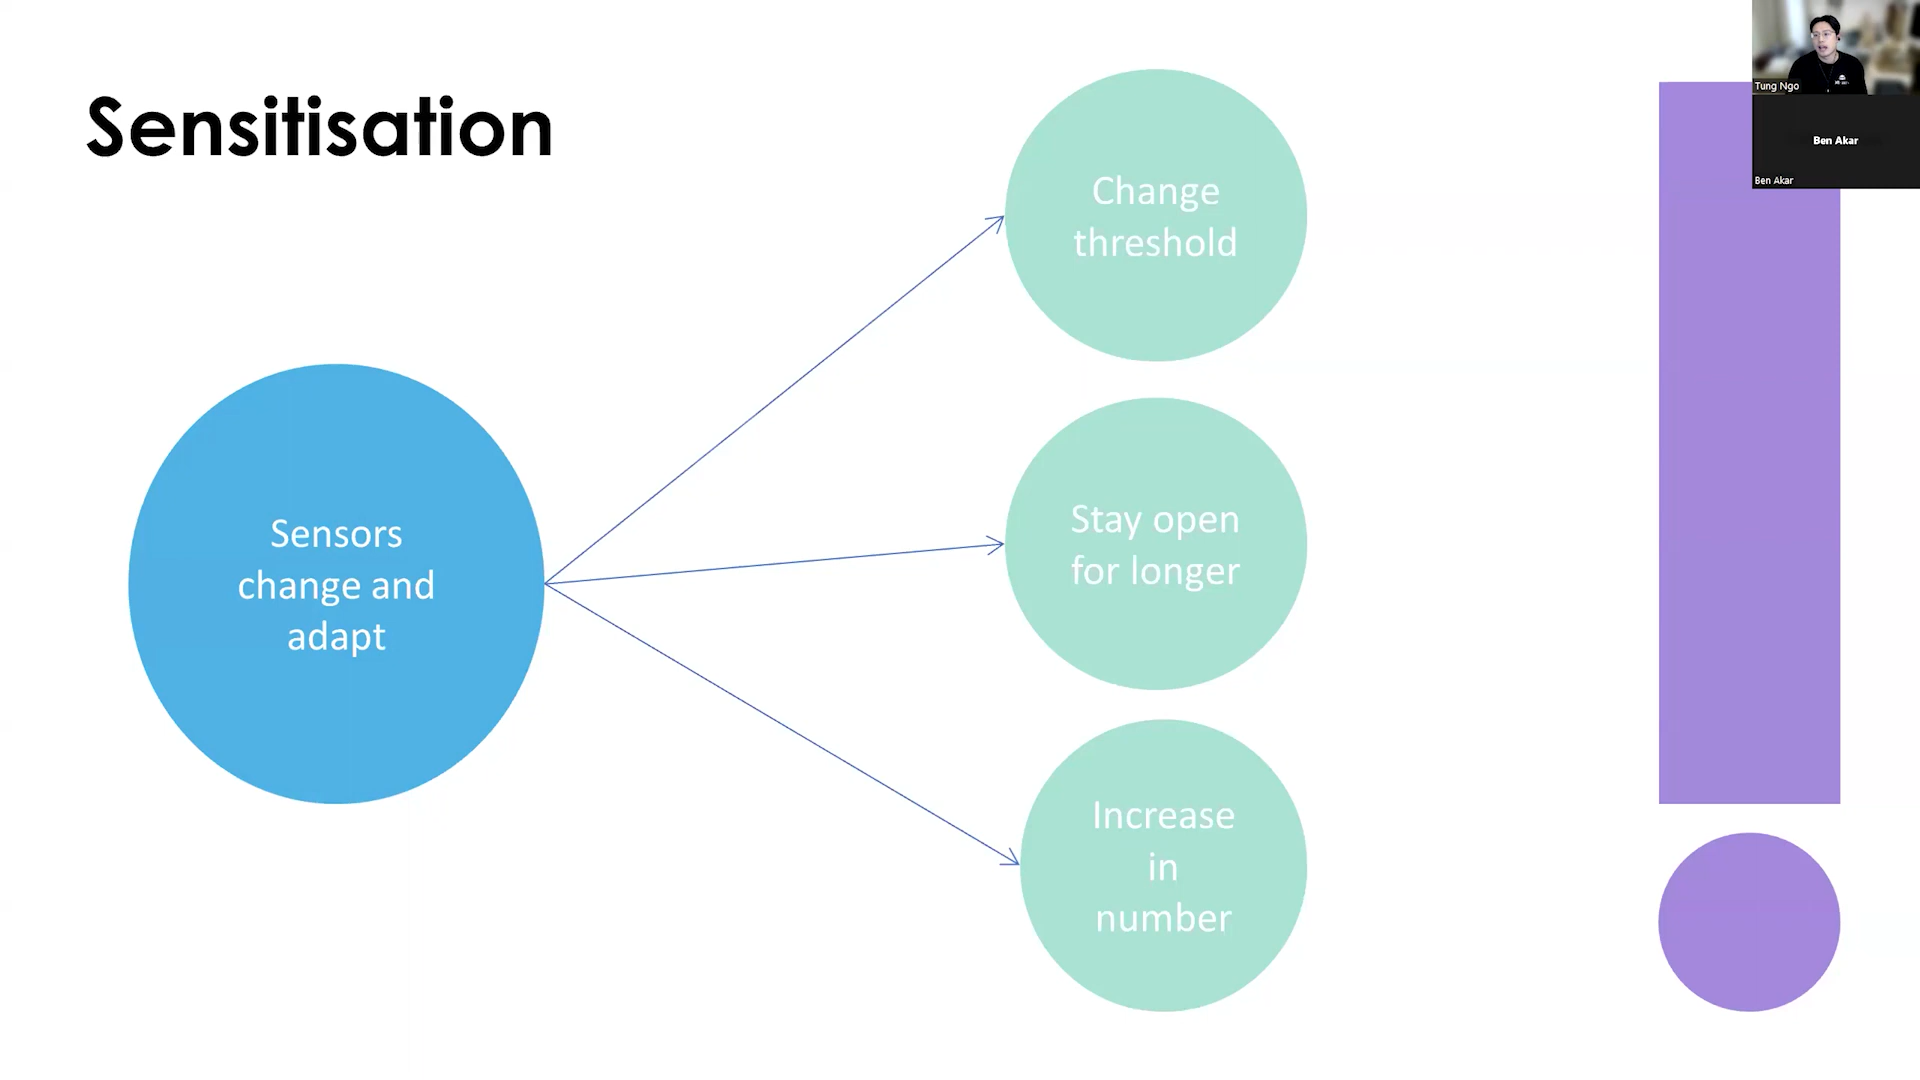 Sensitisation
Sensors
change and
adapt
Change
threshold
Stay open
for longer
Increase
in
number
Tung Ngo
Ben Akar
Ben Akar